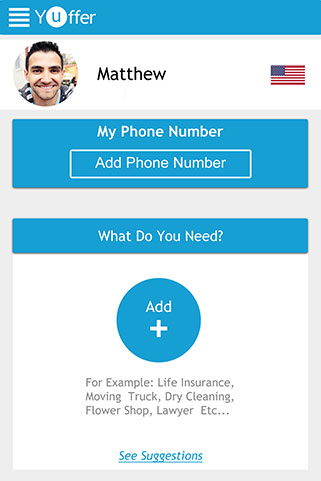 Yuffer
Matthew
My Phone Number
Add Phone Number
What Do You Need?
Add
+
For Example: Life Insurance,
Moving Truck, Dry Cleaning,
Flower Shop, Lawyer Etc...
See Suggestions